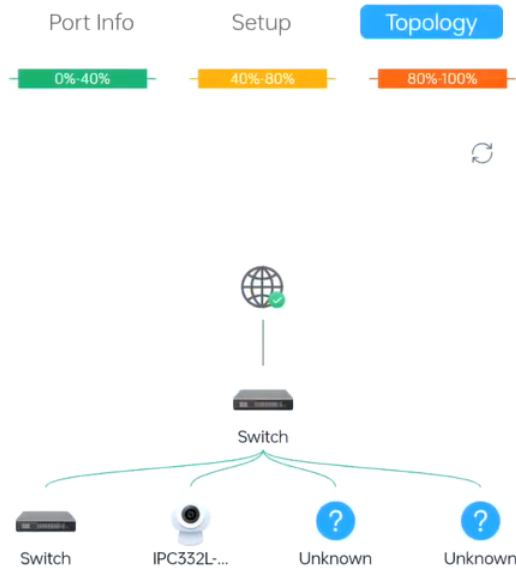 Port Info Setup Topology
0%-40% 40%-80% 80%-100%
Switch
Switch IPC332L-... Unknown Unknown